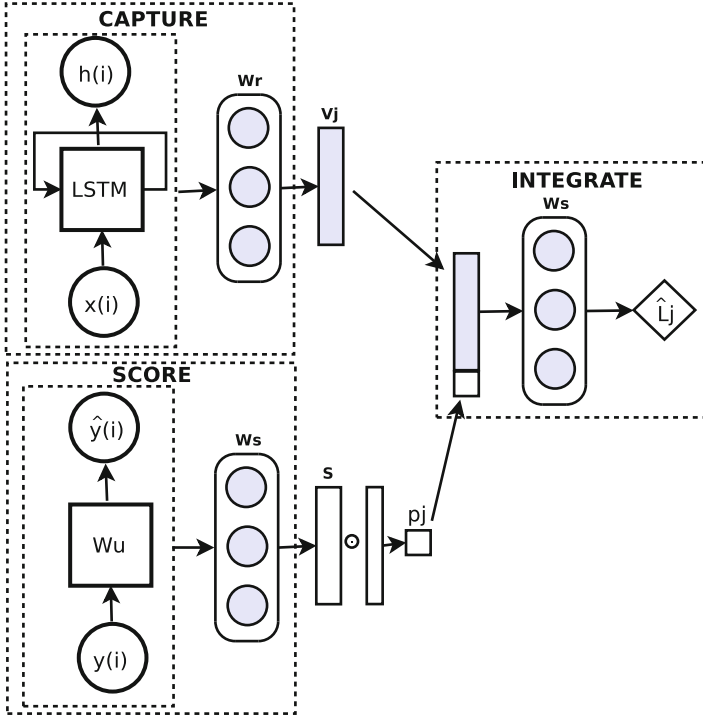 CAPTURE
h(i)
LSTM
x(i)
Wr
Vj
INTEGRATE
Ws
L̂j
SCORE
ŷ(i)
Wu
y(i)
Ws
S
⊙
pj